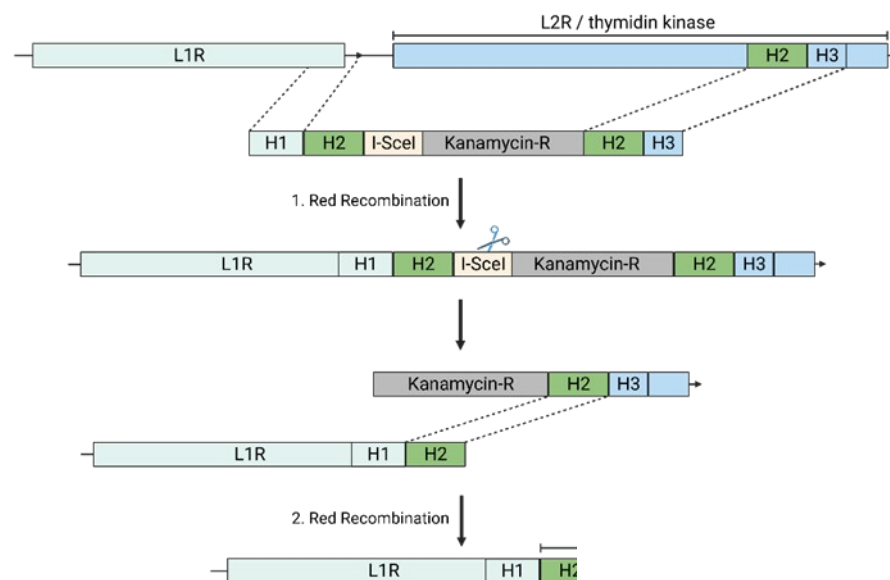 L2R / thymidin kinase
L1R H2 H3
H1 H2 I-SceI Kanamycin-R H2 H3
1. Red Recombination
L1R H1 H2 I-SceI Kanamycin-R H2 H3
Kanamycin-R H2 H3
L1R H1 H2
2. Red Recombination
L1R H1 H2